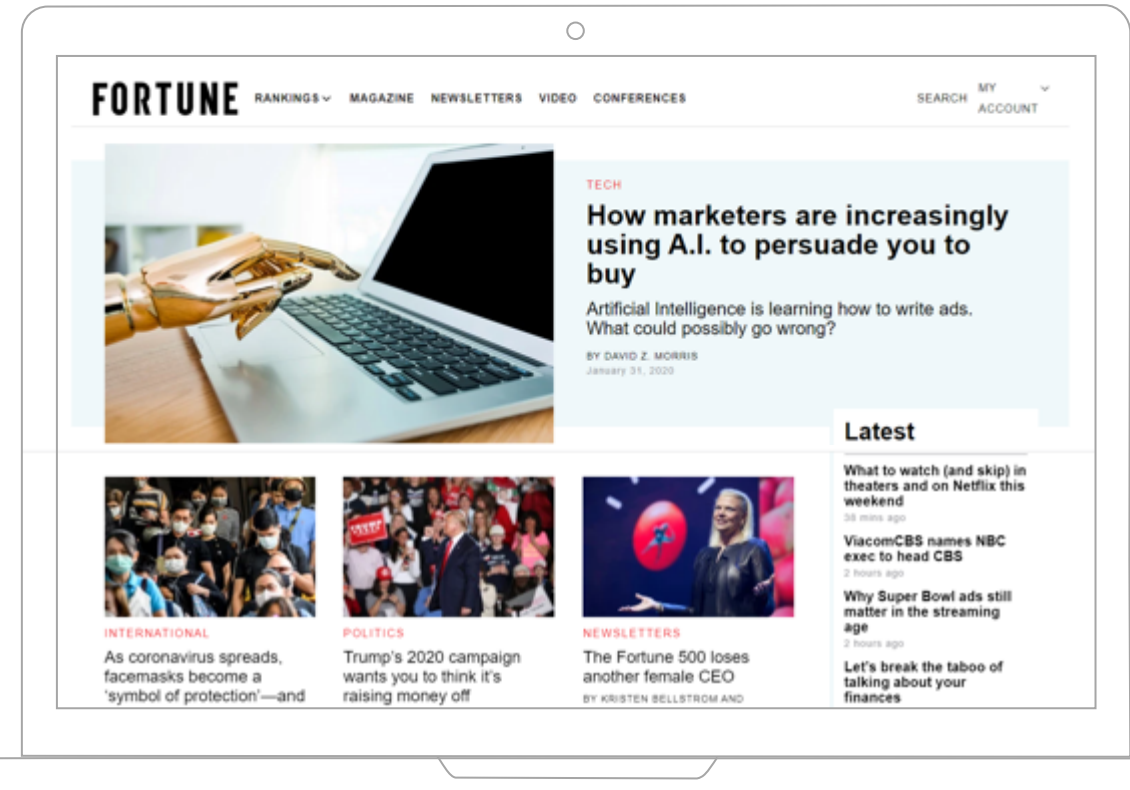 FORTUNE
RANKINGS MAGAZINE NEWSLETTERS VIDEO CONFERENCES
SEARCH
MY
ACCOUNT
TECH
How marketers are increasingly
using A.I. to persuade you to
buy
Artificial Intelligence is learning how to write ads.
What could possibly go wrong?
BY DAVID Z. MORRIS
January 31, 2020
Latest
What to watch (and skip) in
theaters and on Netflix this
weekend
ViacomCBS names NBC
exec to head CBS
2 hours ago
Why Super Bowl ads still
matter in the streaming
age
2 hours ago
Let's break the taboo of
talking about your
finances
INTERNATIONAL
As coronavirus spreads,
facemasks become a
'symbol of protection'—and
POLITICS
Trump's 2020 campaign
wants you to think it's
raising money off
NEWSLETTERS
The Fortune 500 loses
another female CEO
BY KRISTEN BELLSTROM AND